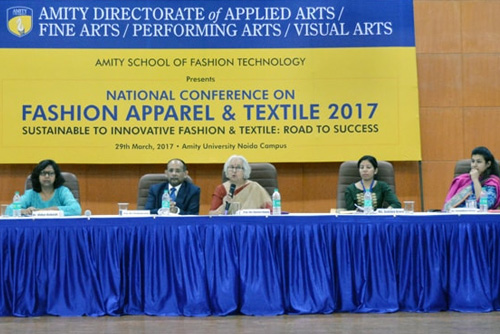 AMITY
AMITY DIRECTORATE OF APPLIED ARTS /
FINE ARTS / PERFORMING ARTS / VISUAL ARTS
AMITY SCHOOL OF FASHION TECHNOLOGY
Presents
NATIONAL CONFERENCE ON
FASHION APPAREL & TEXTILE 2017
SUSTAINABLE TO INNOVATIVE FASHION & TEXTILE: ROAD TO SUCCESS
29th March, 2017 • Amity University Noida Campus